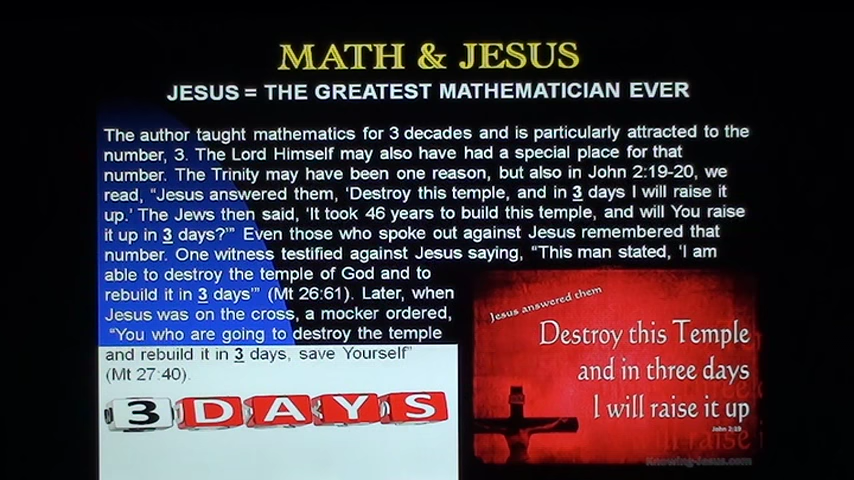 MATH & JESUS
JESUS = THE GREATEST MATHEMATICIAN EVER
The author taught mathematics for 3 decades and is particularly attracted to the
number, 3. The Lord Himself may also have had a special place for that
number. The Trinity may have been one reason, but also in John 2:19-20, we
read, “Jesus answered them, ‘Destroy this temple, and in 3 days I will raise it
up.’ The Jews then said, ‘It took 46 years to build this temple, and will You raise
it up in 3 days?’” Even those who spoke out against Jesus remembered that
number. One witness testified against Jesus saying, “This man stated, ‘I am
able to destroy the temple of God and to
rebuild it in 3 days’” (Mt 26:61). Later, when
Jesus was on the cross, a mocker ordered,
“You who are going to destroy the temple
and rebuild it in 3 days, save Yourself”
(Mt 27:40).
3 DAYS
Jesus answered them
Destroy this Temple
and in three days
I will raise it up
John 2:19
will raise i
Knowing-Jesus.com